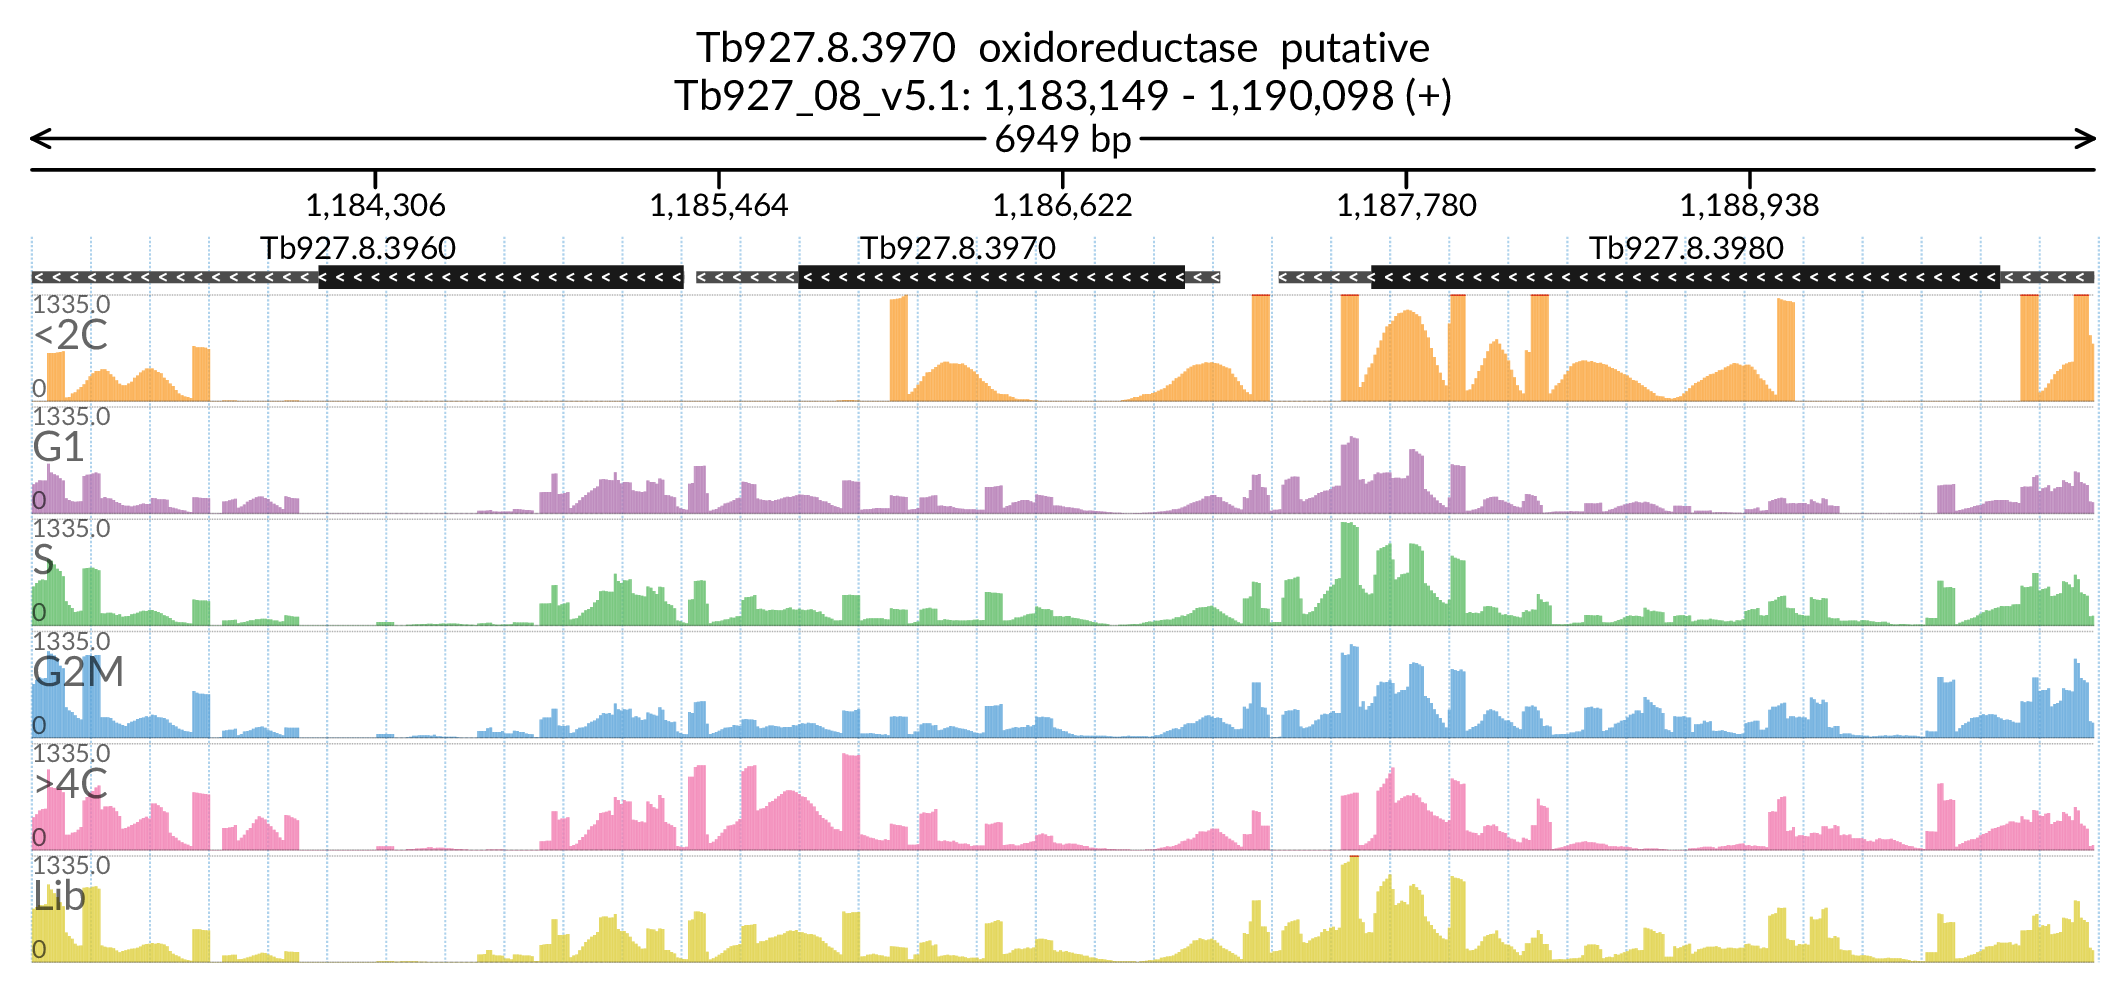 Tb927.8.3970 oxidoreductase putative
Tb927_08_v5.1: 1,183,149 - 1,190,098 (+)
6949 bp
1,184,306 1,185,464 1,186,622 1,187,780 1,188,938
Tb927.8.3960 Tb927.8.3970 Tb927.8.3980
1335.0
<2C
0
1335.0
G1
0
1335.0
S
0
1335.0
G2M
0
1335.0
>4C
0
1335.0
Lib
0